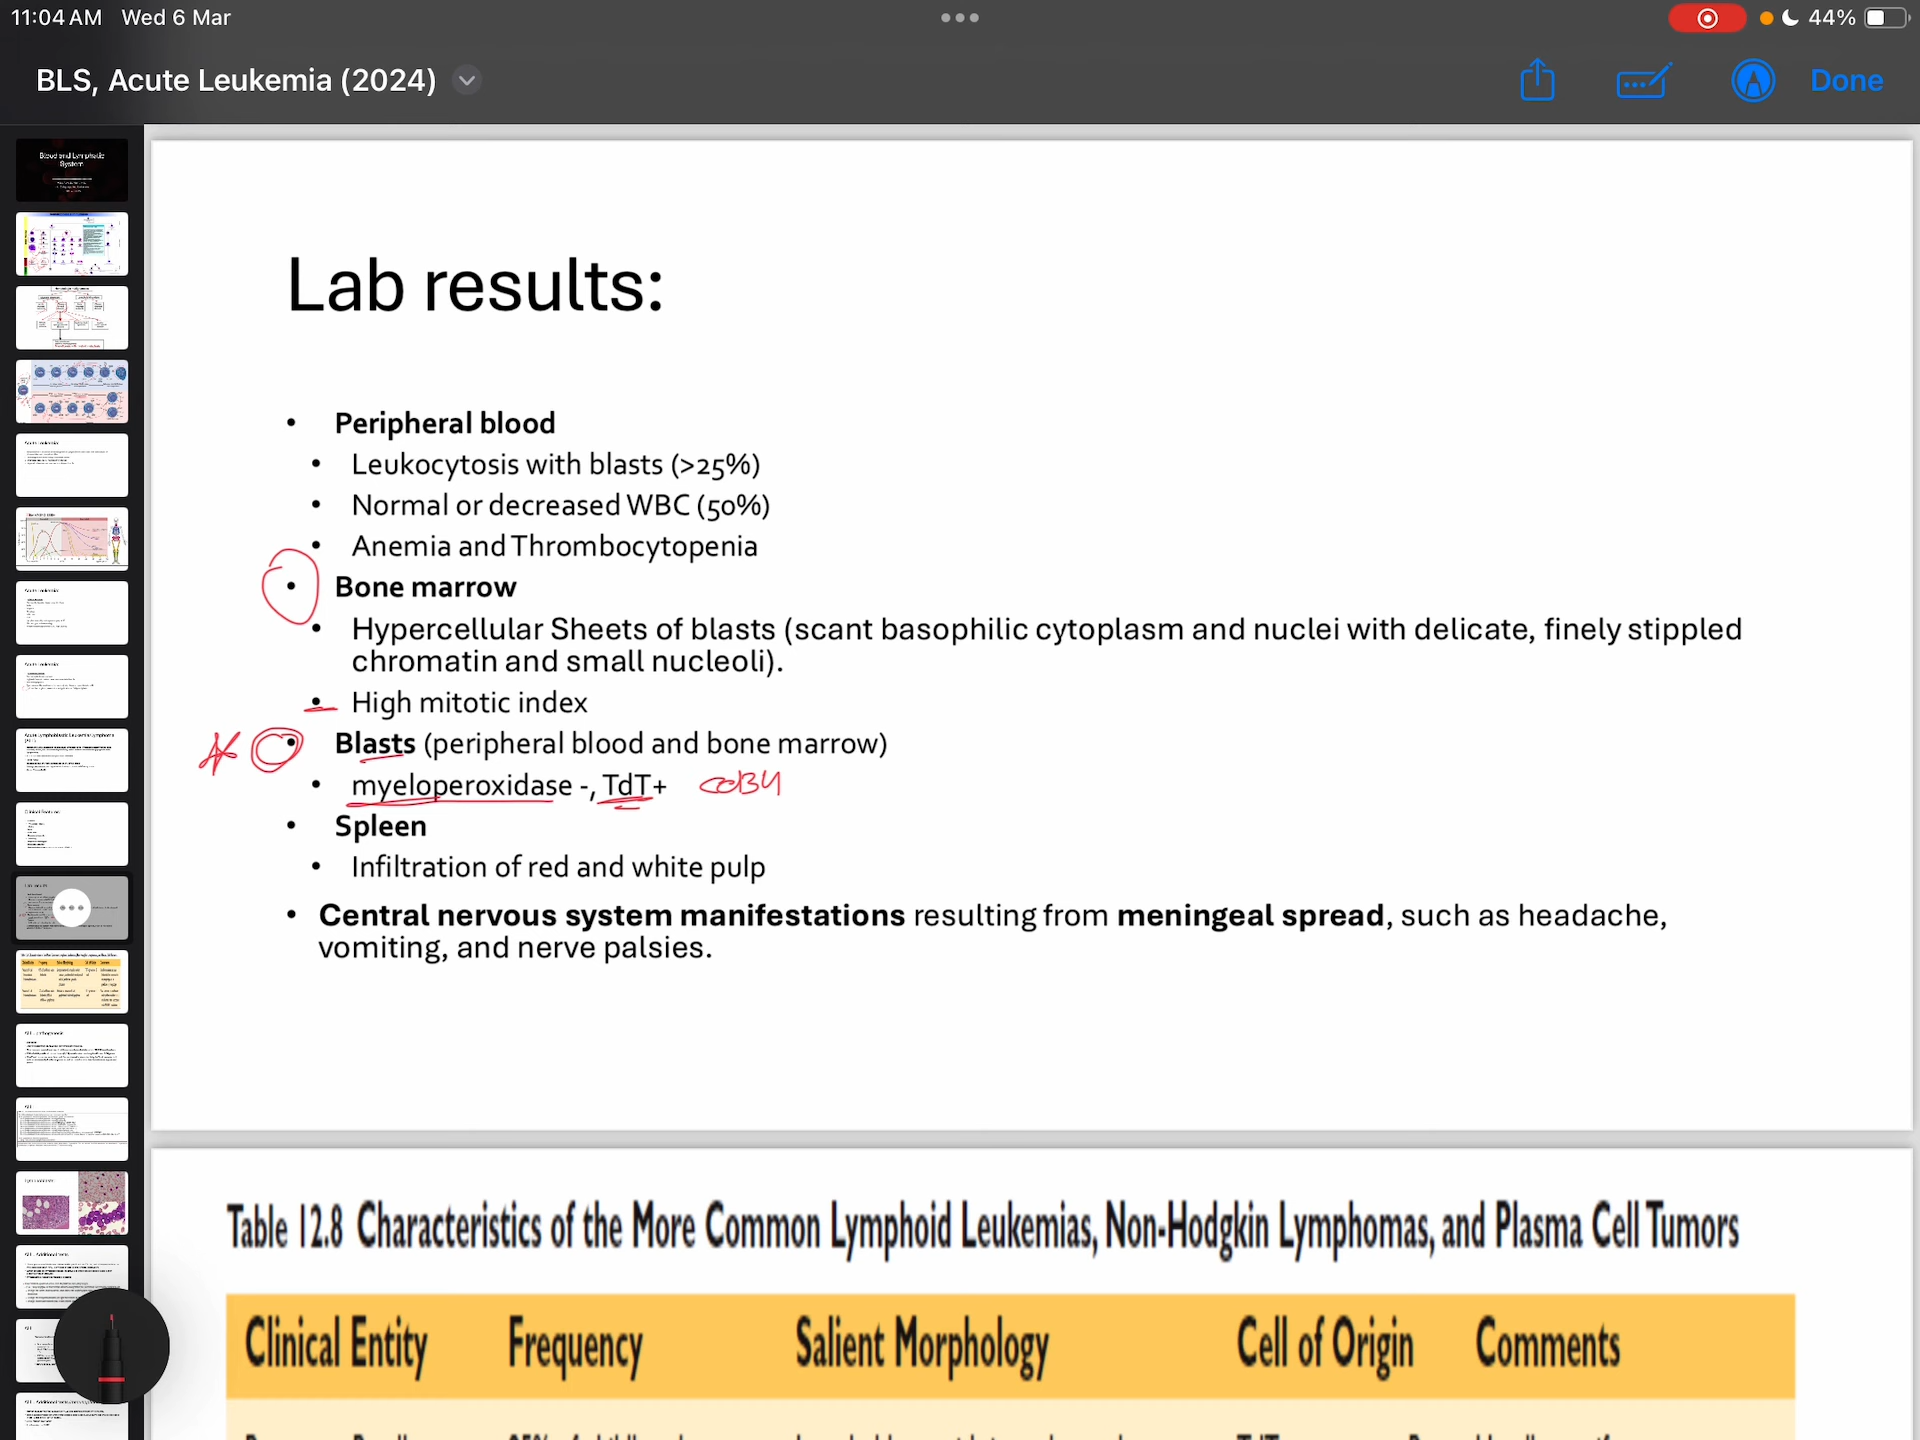 11:04 AM Wed 6 Mar
44%
BLS, Acute Leukemia (2024)
Done
Blood and Lymphatic
System
Lab results:
• Peripheral blood
• Leukocytosis with blasts (>25%)
• Normal or decreased WBC (50%)
• Anemia and Thrombocytopenia
• Bone marrow
• Hypercellular Sheets of blasts (scant basophilic cytoplasm and nuclei with delicate, finely stippled
chromatin and small nucleoli).
• High mitotic index
• Blasts (peripheral blood and bone marrow)
• myeloperoxidase -, TdT+
• Spleen
• Infiltration of red and white pulp
• Central nervous system manifestations resulting from meningeal spread, such as headache,
vomiting, and nerve palsies.
Table 12.8 Characteristics of the More Common Lymphoid Leukemias, Non-Hodgkin Lymphomas, and Plasma Cell Tumors
Clinical Entity Frequency Salient Morphology Cell of Origin Comments